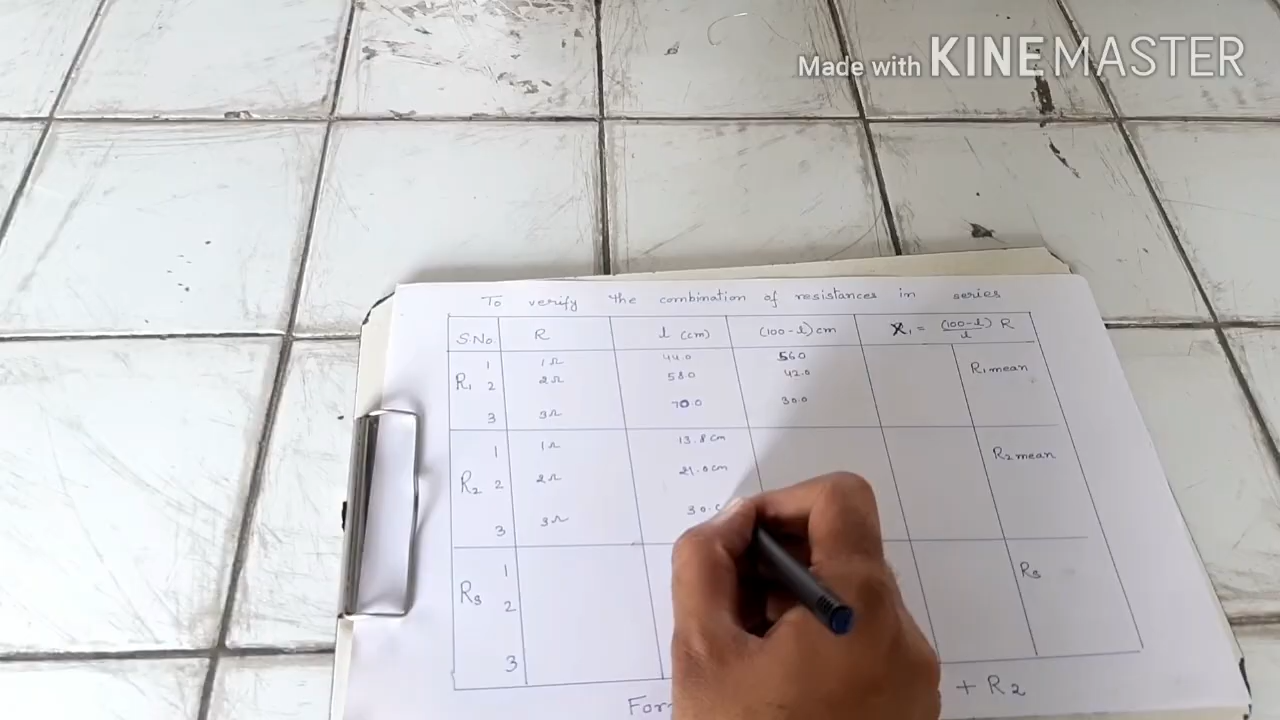 Made with KINEMASTER
To verify the combination of resistances in series
S.No. R l (cm) (100-l) cm X1 = (100-l)/l R
1 1Ω 44.0 56.0
R1 2 2Ω 58.0 42.0 R1 mean
3 3Ω 70.0 30.0
1 1Ω 13.8 cm R2 mean
R2 2 2Ω 21.0cm
3 3Ω 30.
1 R3
R3 2
3
For + R2